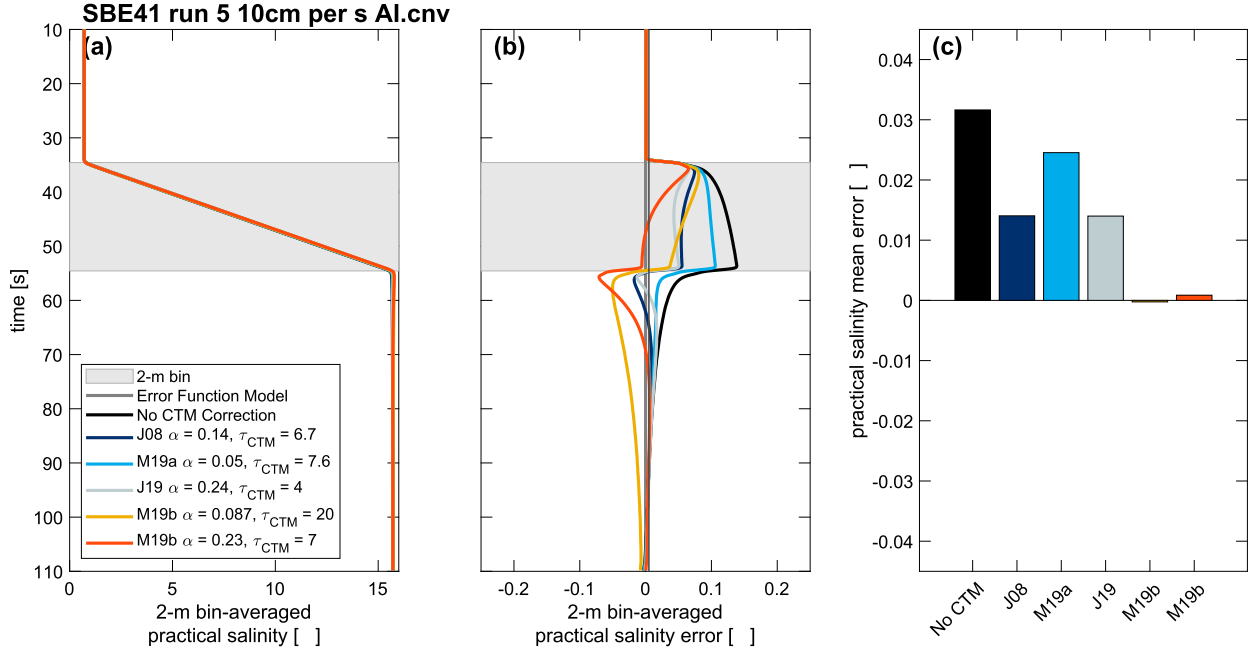 SBE41 run 5 10cm per s AI.cnv
(a)
10
20
30
40
50
60
70
80
90
100
110
time [s]
2-m bin
Error Function Model
No CTM Correction
J08 α = 0.14, τCTM = 6.7
M19a α = 0.05, τCTM = 7.6
J19 α = 0.24, τCTM = 4
M19b α = 0.087, τCTM = 20
M19b α = 0.23, τCTM = 7
0 5 10 15
2-m bin-averaged
practical salinity [ ]
(b)
-0.2 -0.1 0 0.1 0.2
2-m bin-averaged
practical salinity error [ ]
(c)
0.04
0.03
0.02
0.01
0
-0.01
-0.02
-0.03
-0.04
practical salinity mean error [ ]
No CTM
J08
M19a
J19
M19b
M19b